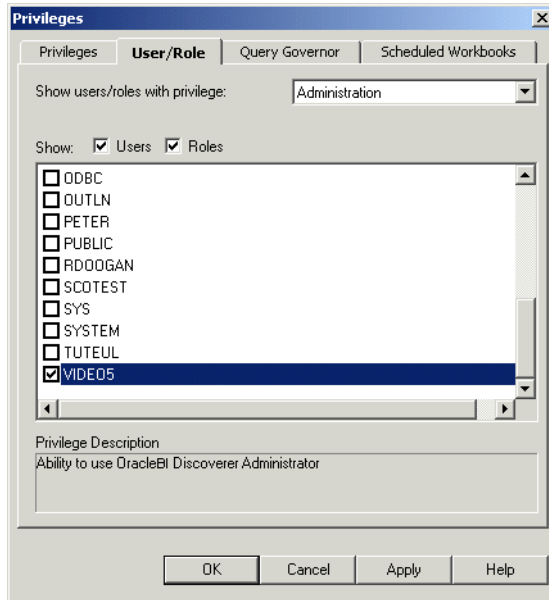 Privileges
Privileges User/Role Query Governor Scheduled Workbooks
Show users/roles with privilege: Administration
Show: Users Roles
ODBC
OUTLN
PETER
PUBLIC
RDOOGAN
SCOTEST
SYS
SYSTEM
TUTEUL
VIDEO5
Privilege Description
Ability to use OracleBI Discoverer Administrator
OK Cancel Apply Help